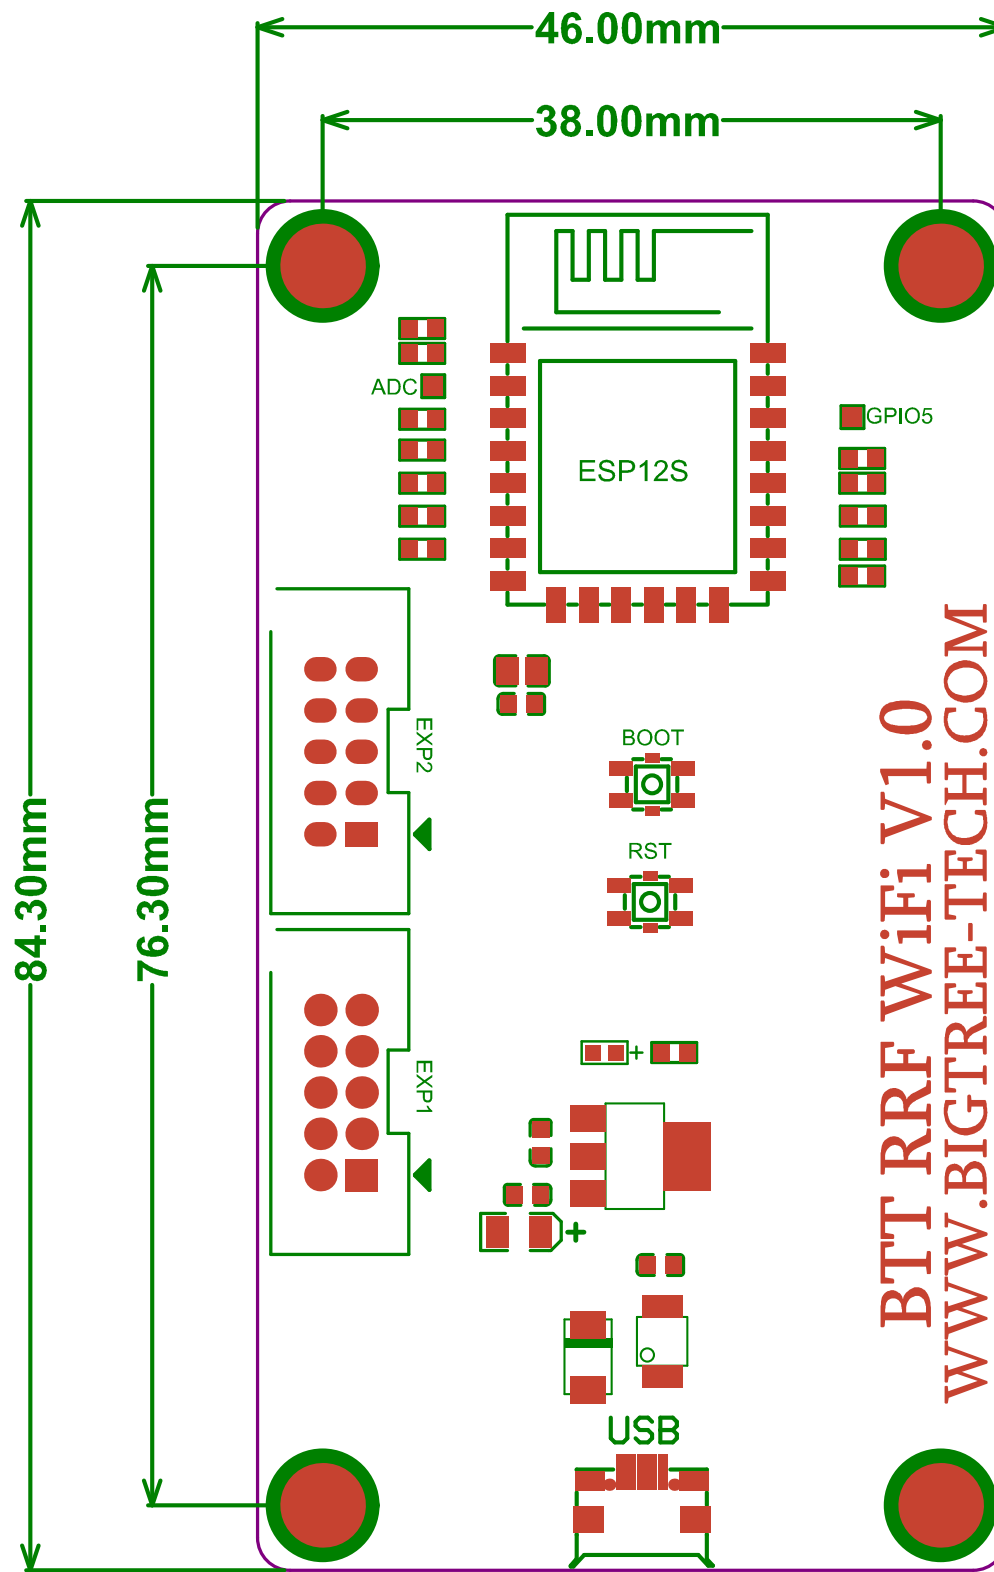 46.00mm
38.00mm
ADC
GPIO5
ESP12S
EXP2
BOOT
RST
84.30mm
76.30mm
EXP1
+
+
USB
BTT RRF WiFi V1.0
WWW.BIGTREE-TECH.COM